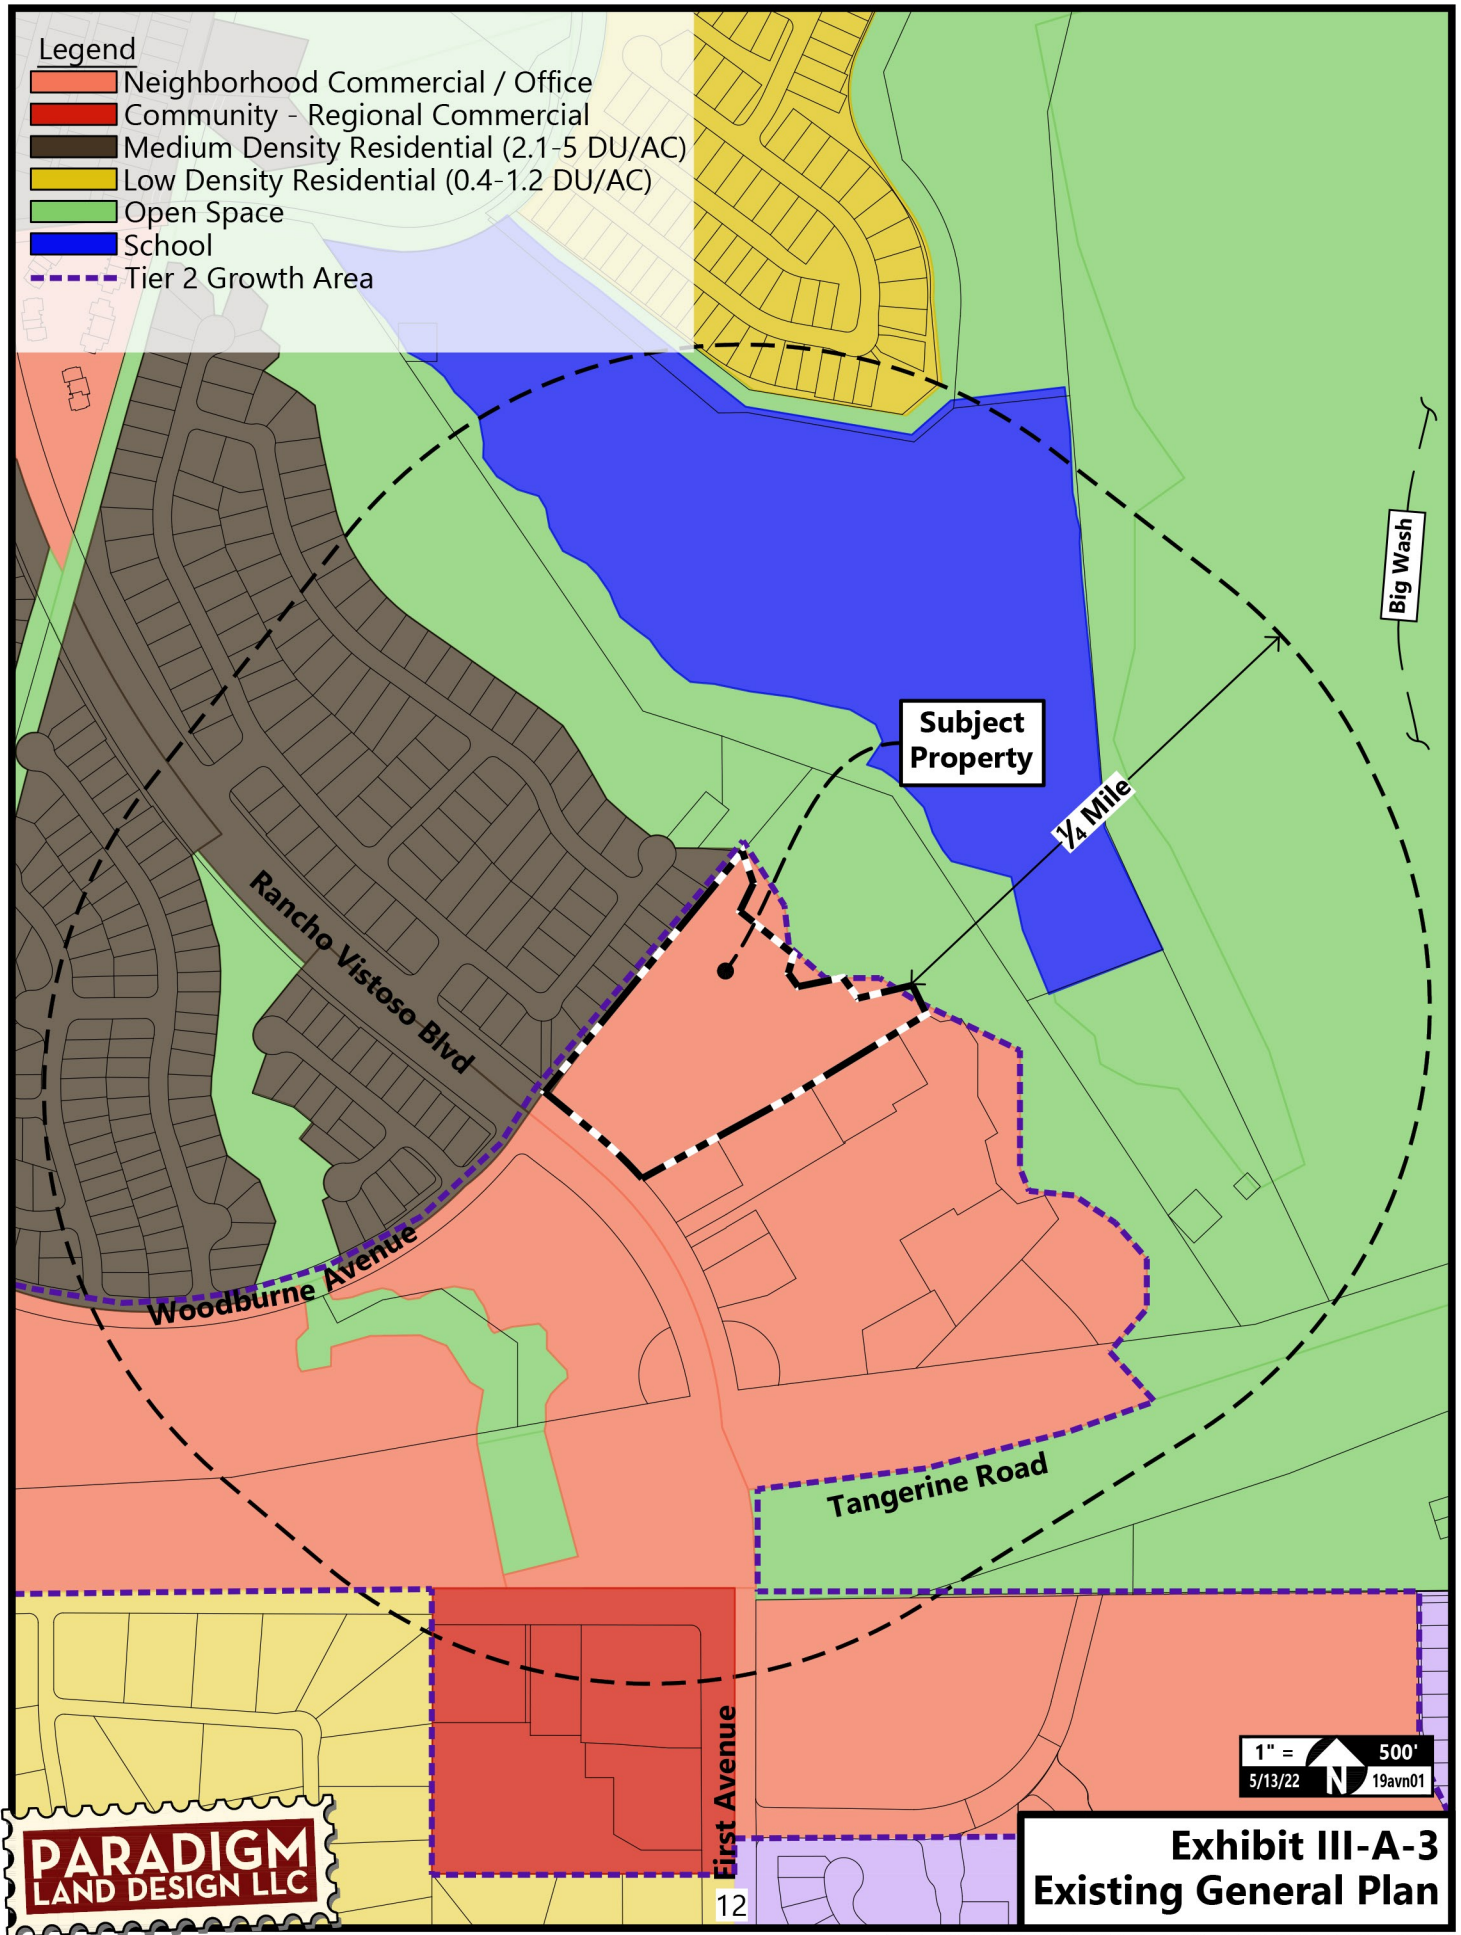 Legend
Neighborhood Commercial / Office
Community - Regional Commercial
Medium Density Residential (2.1-5 DU/AC)
Low Density Residential (0.4-1.2 DU/AC)
Open Space
School
Tier 2 Growth Area
Big Wash
Subject
Property
¼ Mile
Rancho Vistoso Blvd
Woodburne Avenue
Tangerine Road
First Avenue
1" = 500'
5/13/22 N 19avn01
PARADIGM
LAND DESIGN LLC
Exhibit III-A-3
Existing General Plan
12